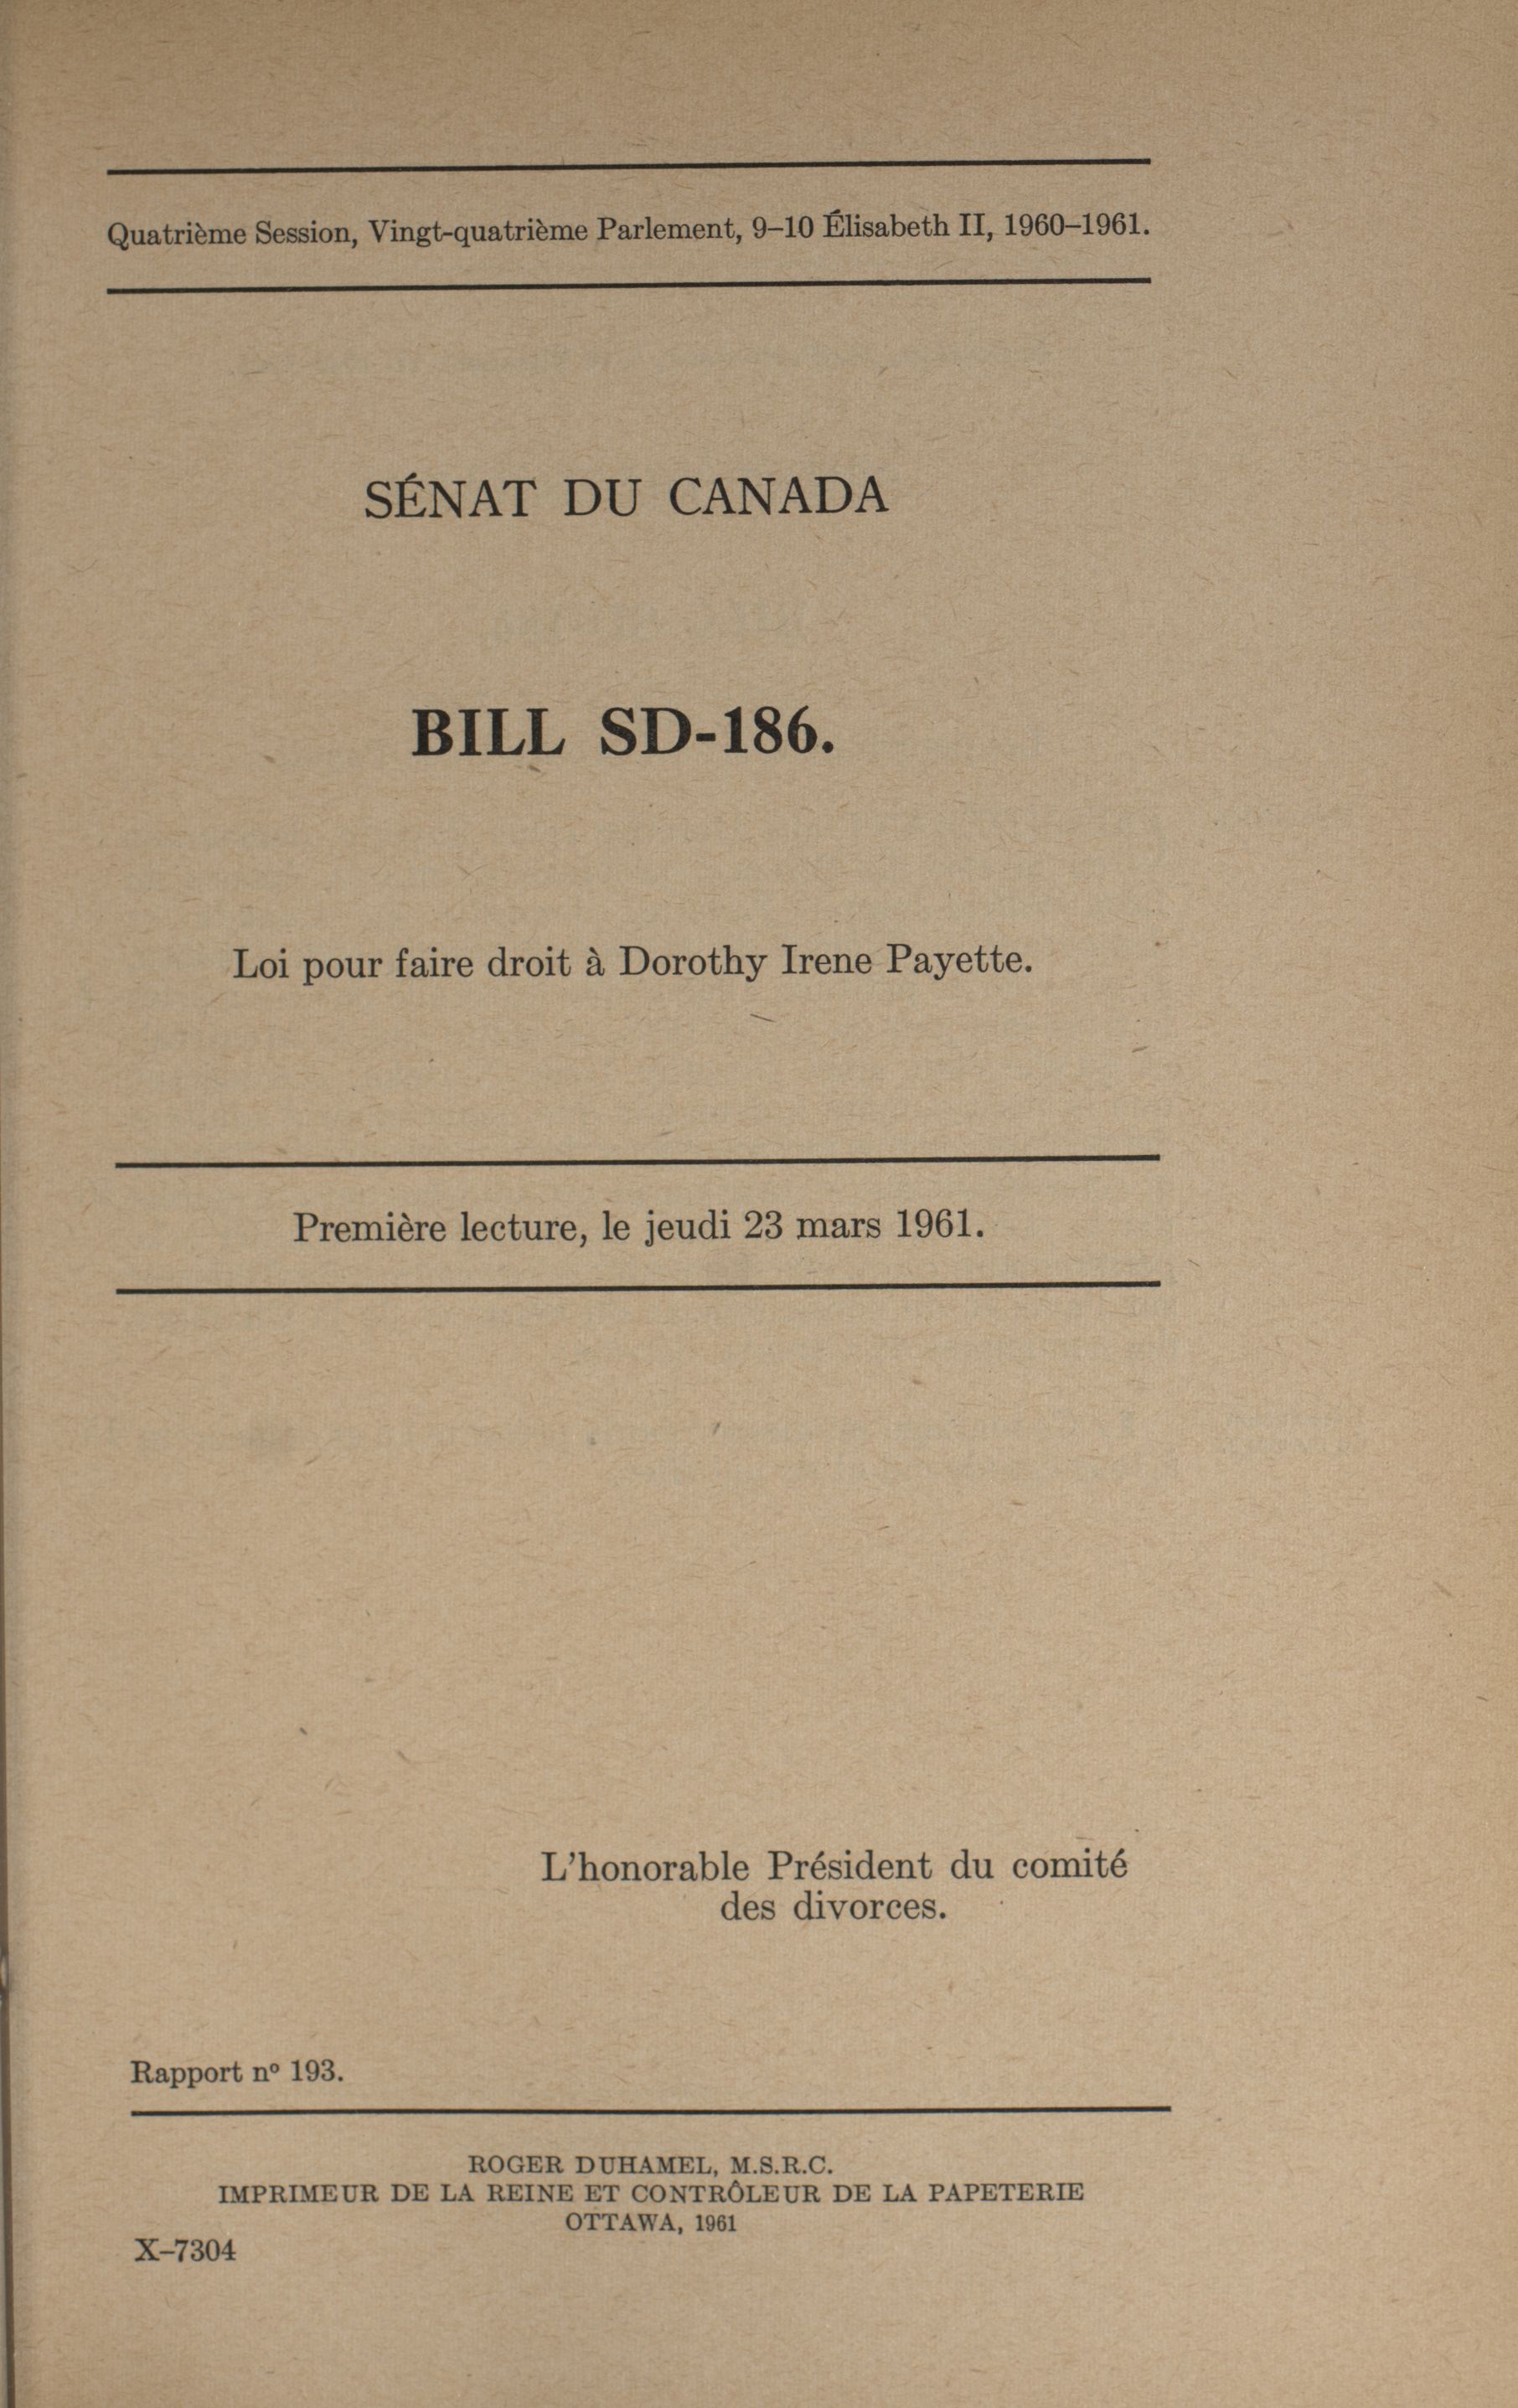 Quatrième Session, Vingt-quatrième Parlement, 9–10 Élisabeth II, 1960–1961.
SÉNAT DU CANADA
BILL SD-186.
Loi pour faire droit à Dorothy Irene Payette.
Première lecture, le jeudi 23 mars 1961.
L'honorable Président du comité
des divorces.
Rapport nº 193.
ROGER DUHAMEL, M.S.R.C.
IMPRIMEUR DE LA REINE ET CONTRÔLEUR DE LA PAPETERIE
OTTAWA, 1961
X–7304